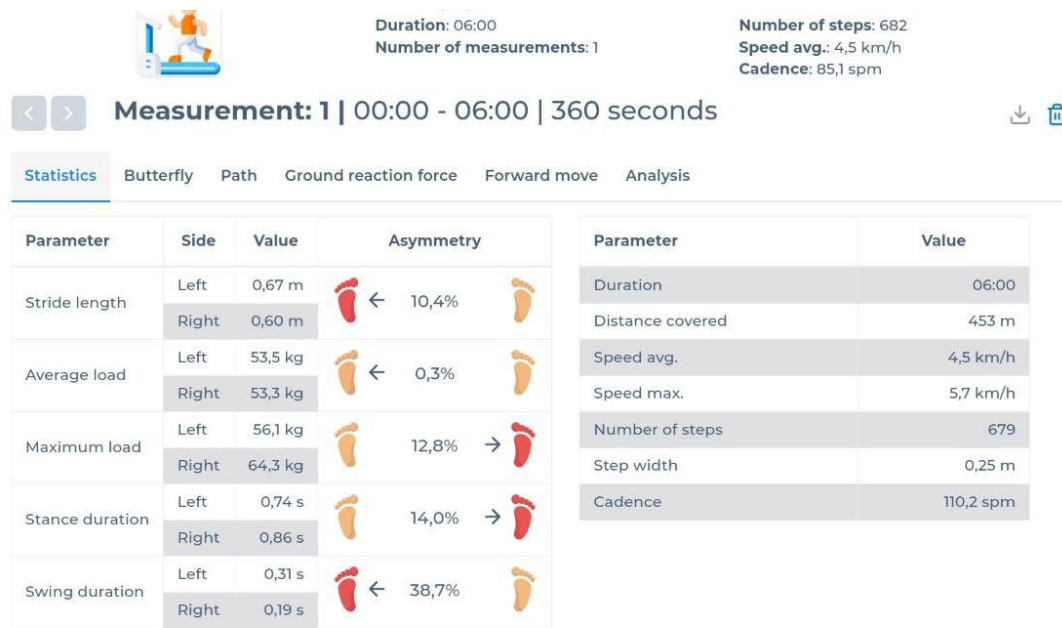 Duration: 06:00
Number of measurements: 1
Number of steps: 682
Speed avg.: 4,5 km/h
Cadence: 85,1 spm
Measurement: 1 | 00:00 - 06:00 | 360 seconds
Statistics Butterfly Path Ground reaction force Forward move Analysis
Parameter Side Value Asymmetry
Stride length
Left 0,67 m
10,4%
Right 0,60 m
Average load
Left 53,5 kg
0,3%
Right 53,3 kg
Maximum load
Left 56,1 kg
12,8%
Right 64,3 kg
Stance duration
Left 0,74 s
14,0%
Right 0,86 s
Swing duration
Left 0,31 s
38,7%
Right 0,19 s
Parameter Value
Duration 06:00
Distance covered 453 m
Speed avg. 4,5 km/h
Speed max. 5,7 km/h
Number of steps 679
Step width 0,25 m
Cadence 110,2 spm